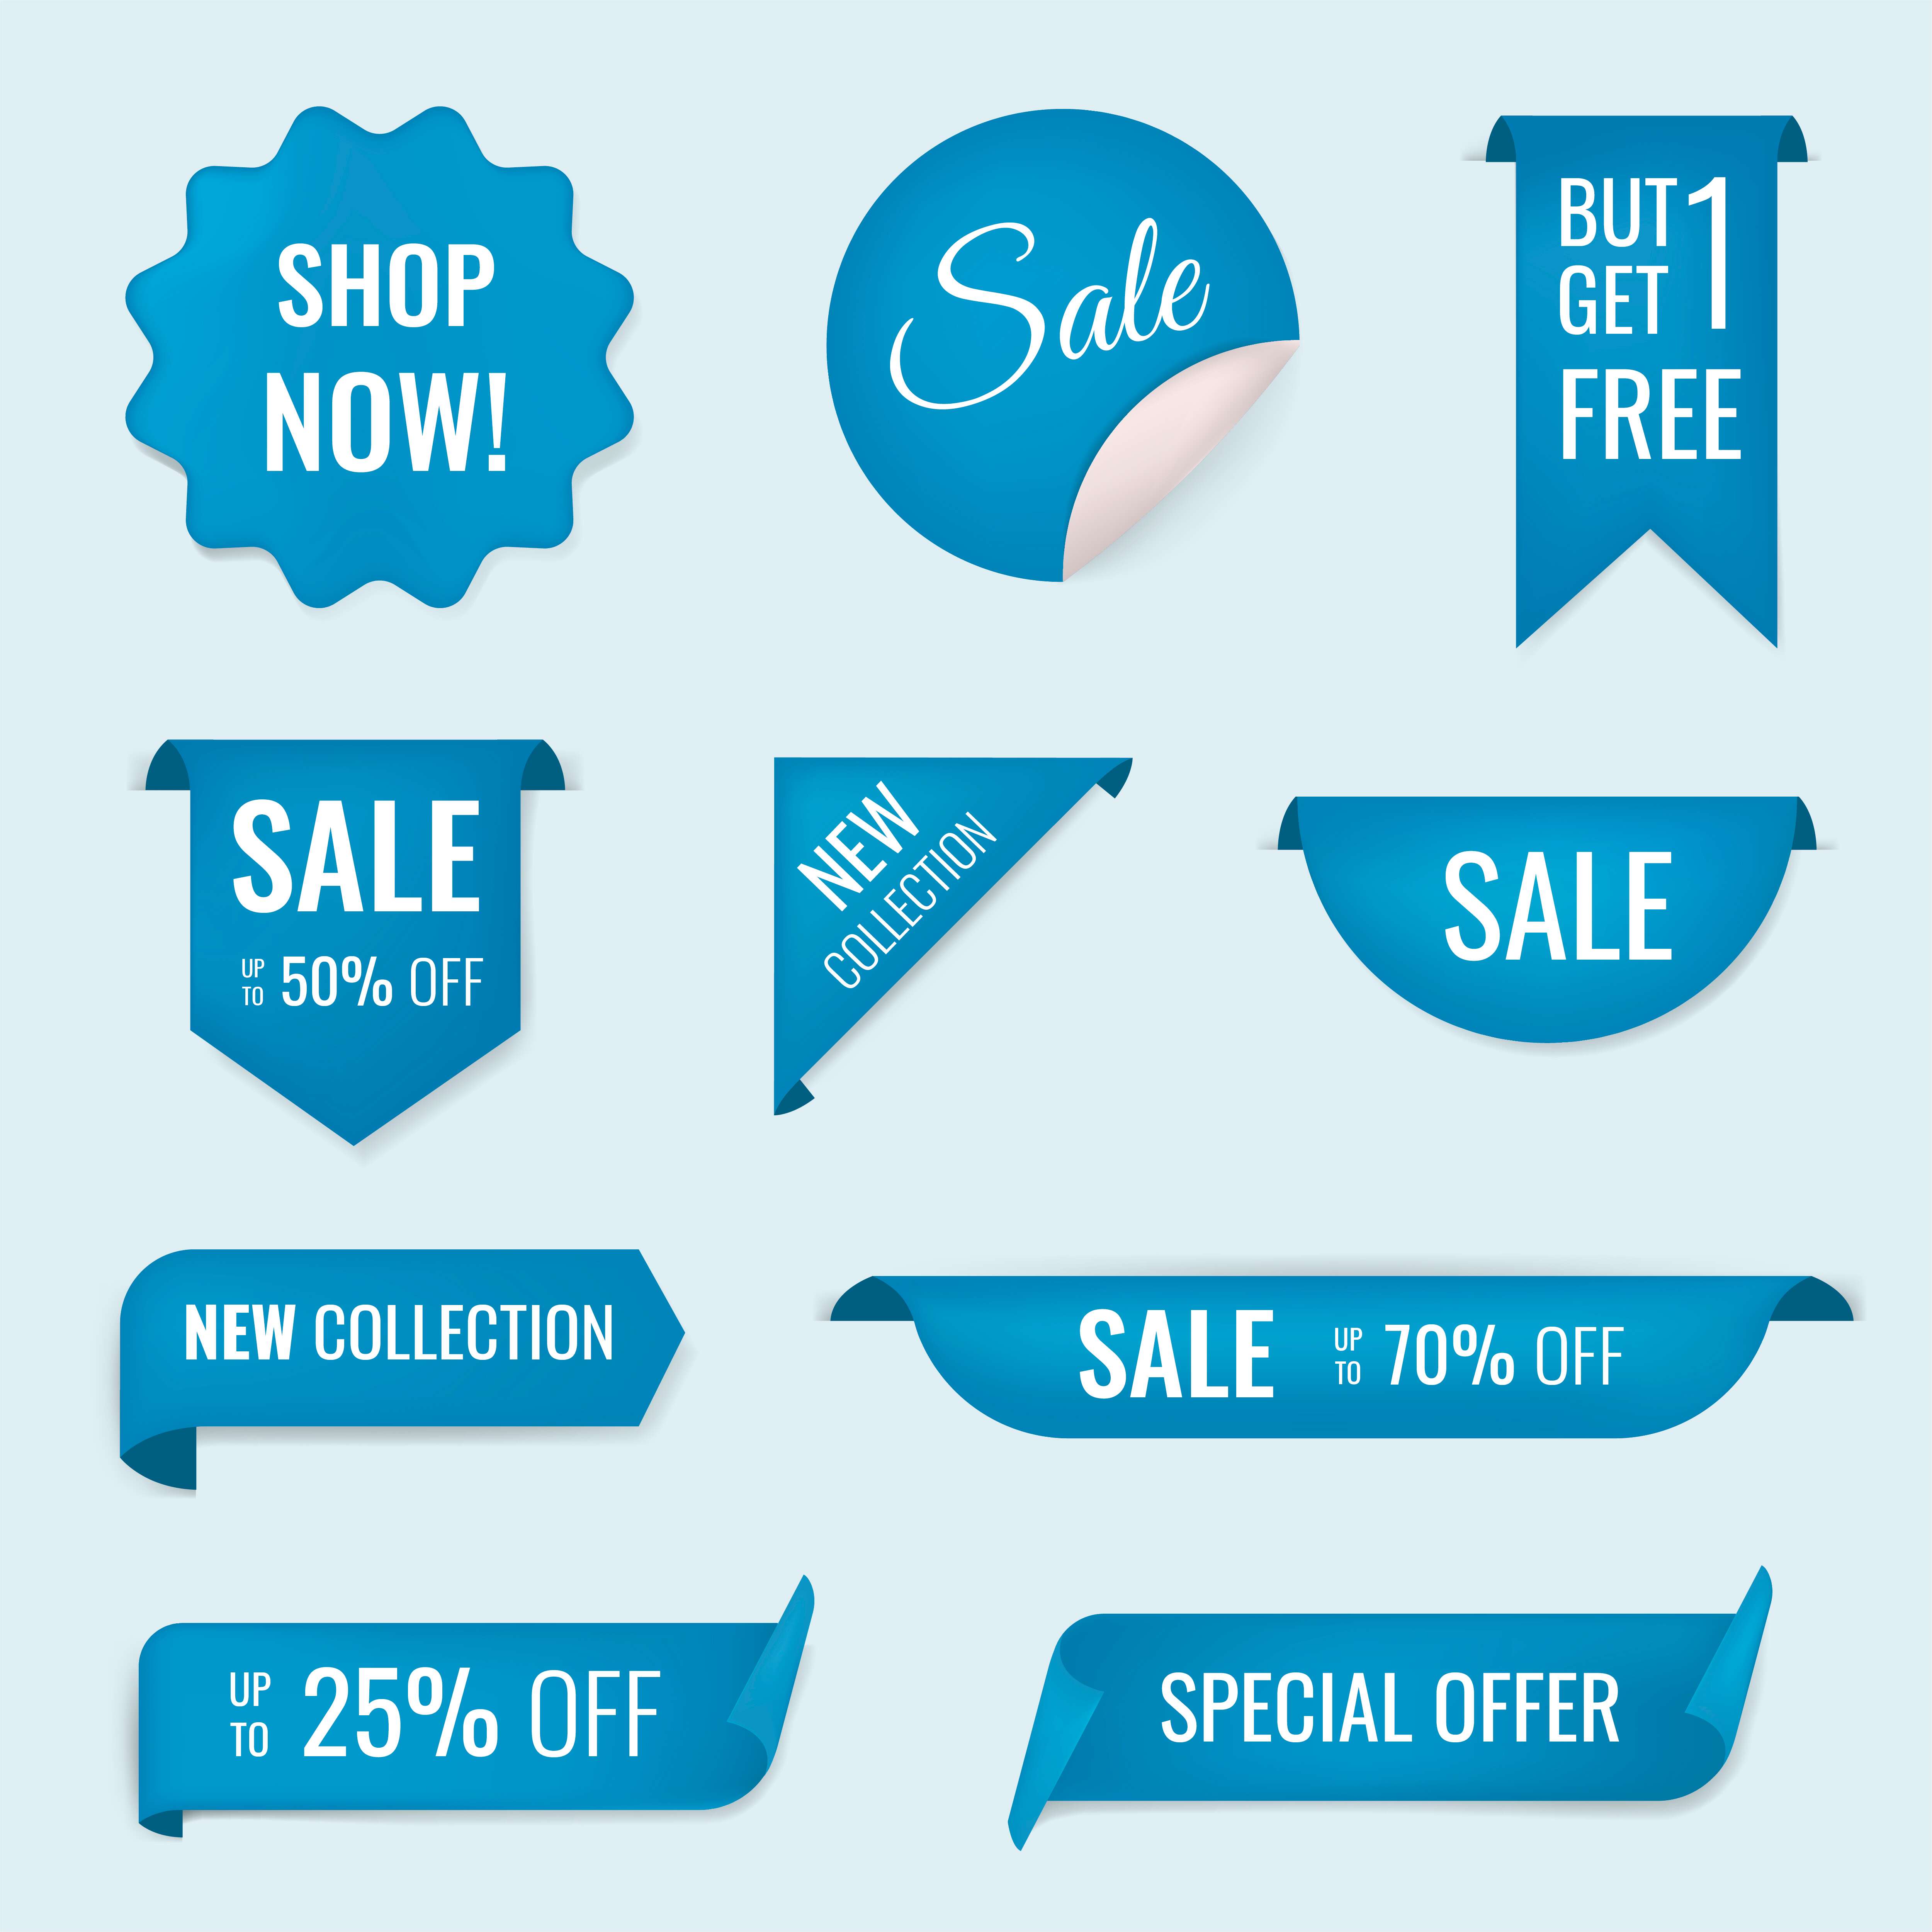 SHOP
NOW!
Sale
BUT 1
GET
FREE
SALE
UP TO 50% OFF
NEW
COLLECTION
SALE
NEW COLLECTION
SALE UP TO 70% OFF
UP TO 25% OFF
SPECIAL OFFER